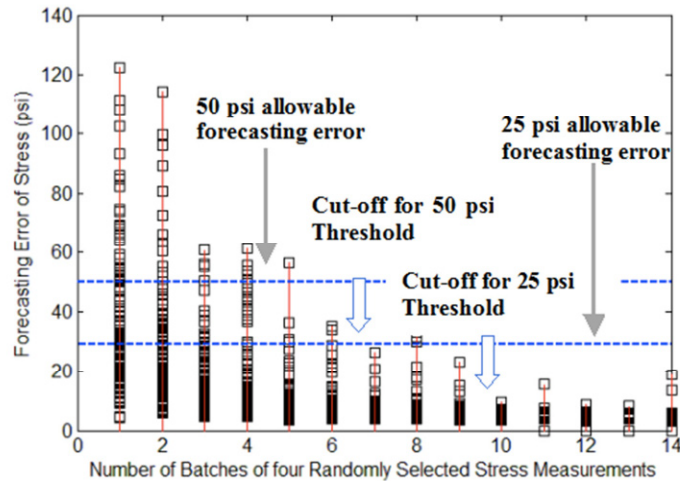 140
120
100
80
60
40
20
0
Forecasting Error of Stress (psi)
50 psi allowable
forecasting error
25 psi allowable
forecasting error
Cut-off for 50 psi
Threshold
Cut-off for 25 psi
Threshold
0 2 4 6 8 10 12 14
Number of Batches of four Randomly Selected Stress Measurements